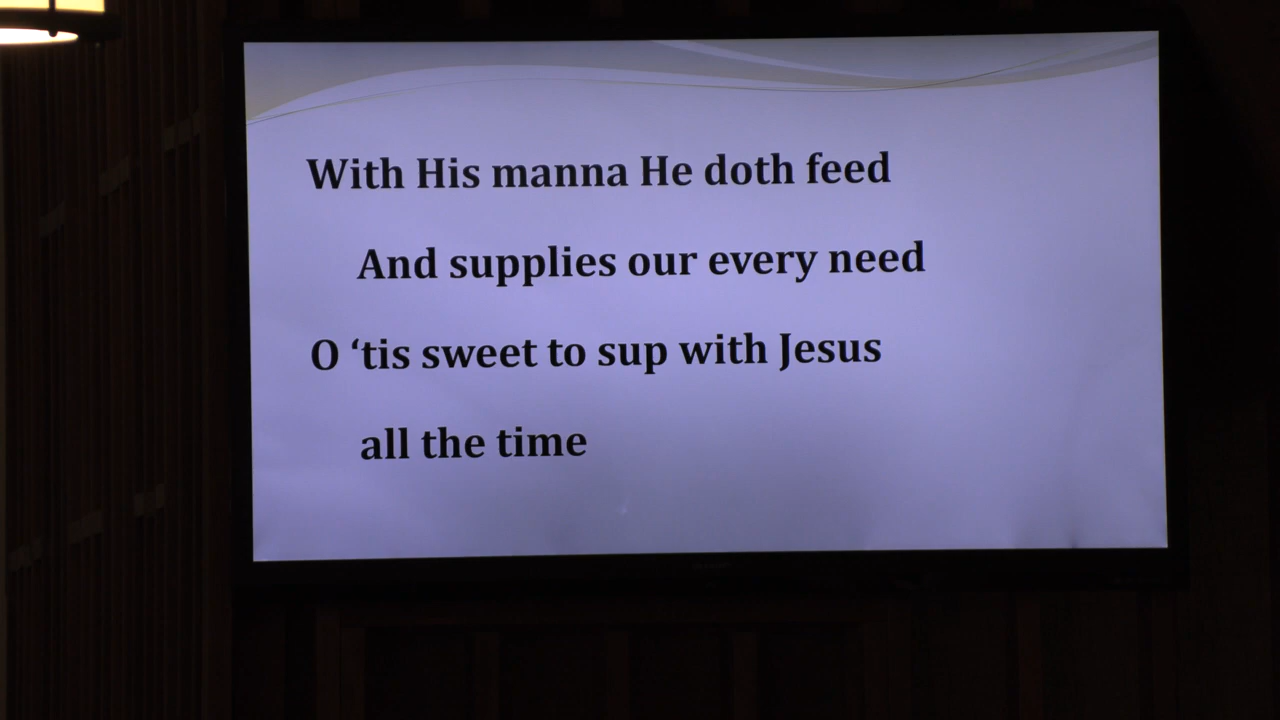 With His manna He doth feed
And supplies our every need
O ‘tis sweet to sup with Jesus
all the time